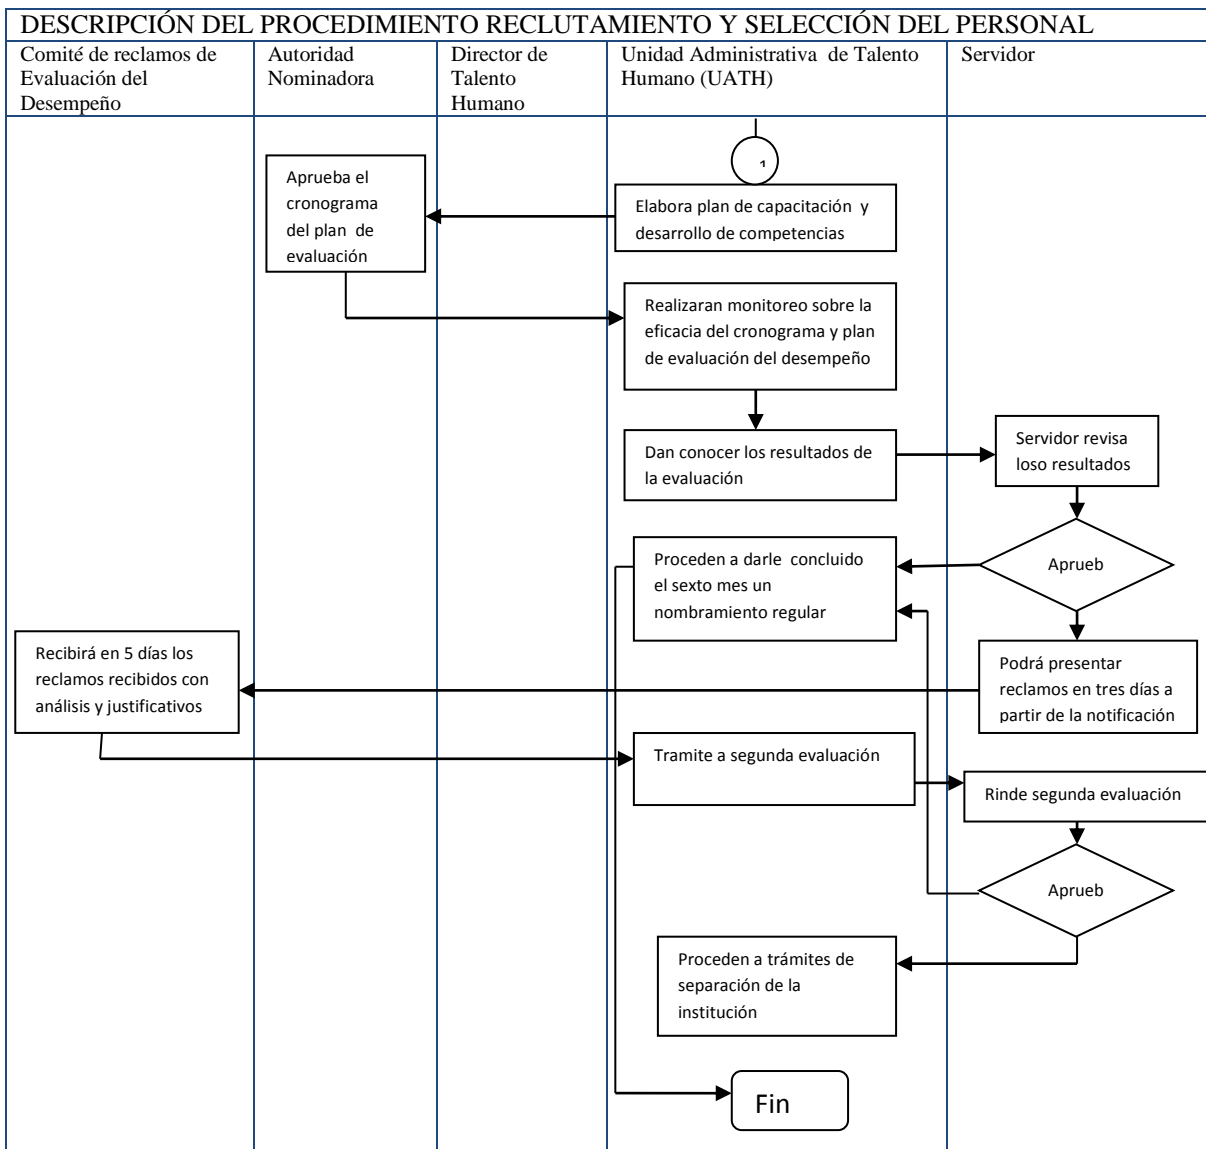 DESCRIPCIÓN DEL PROCEDIMIENTO RECLUTAMIENTO Y SELECCIÓN DEL PERSONAL
Comité de reclamos de
Evaluación del
Desempeño
Autoridad
Nominadora
Director de
Talento
Humano
Unidad Administrativa de Talento
Humano (UATH)
Servidor
1
Elabora plan de capacitación y
desarrollo de competencias
Aprueba el
cronograma
del plan de
evaluación
Realizaran monitoreo sobre la
eficacia del cronograma y plan
de evaluación del desempeño
Dan conocer los resultados de
la evaluación
Servidor revisa
loso resultados
Aprueb
Proceden a darle concluido
el sexto mes un
nombramiento regular
Podrá presentar
reclamos en tres días a
partir de la notificación
Recibirá en 5 días los
reclamos recibidos con
análisis y justificativos
Tramite a segunda evaluación
Rinde segunda evaluación
Aprueb
Proceden a trámites de
separación de la
institución
Fin